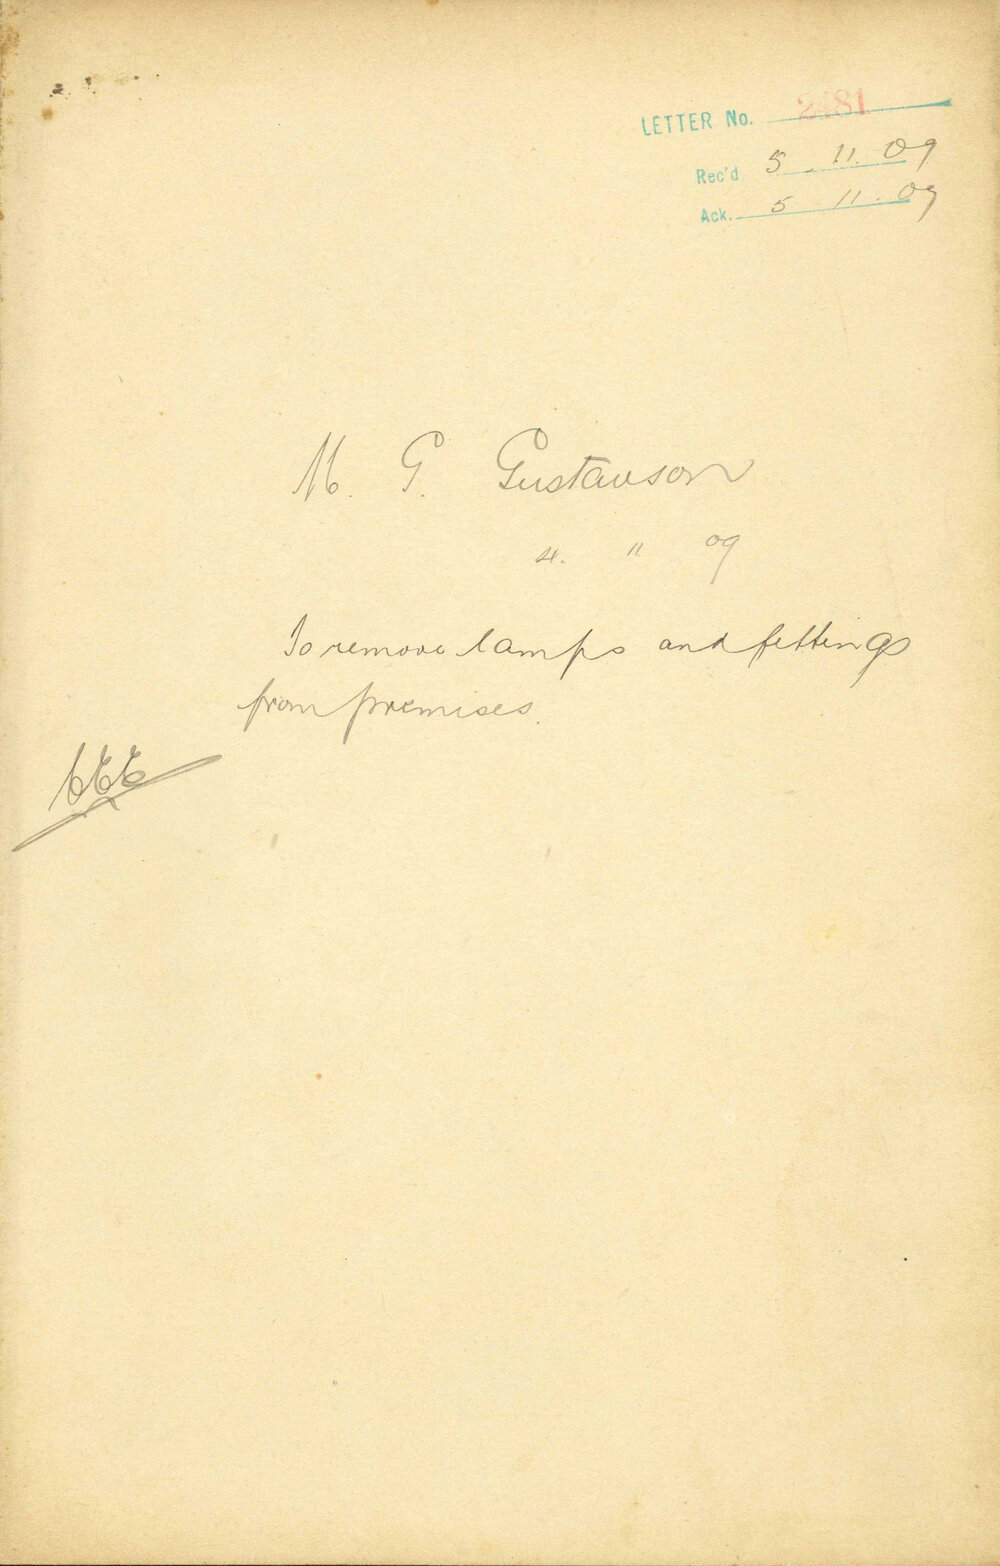 LETTER No. 2481
Rec'd 5. 11. 09
Ack. 5 11. 09
M. G. Gustavson
4. 11 09
To remove lamps and fittings
from premises.